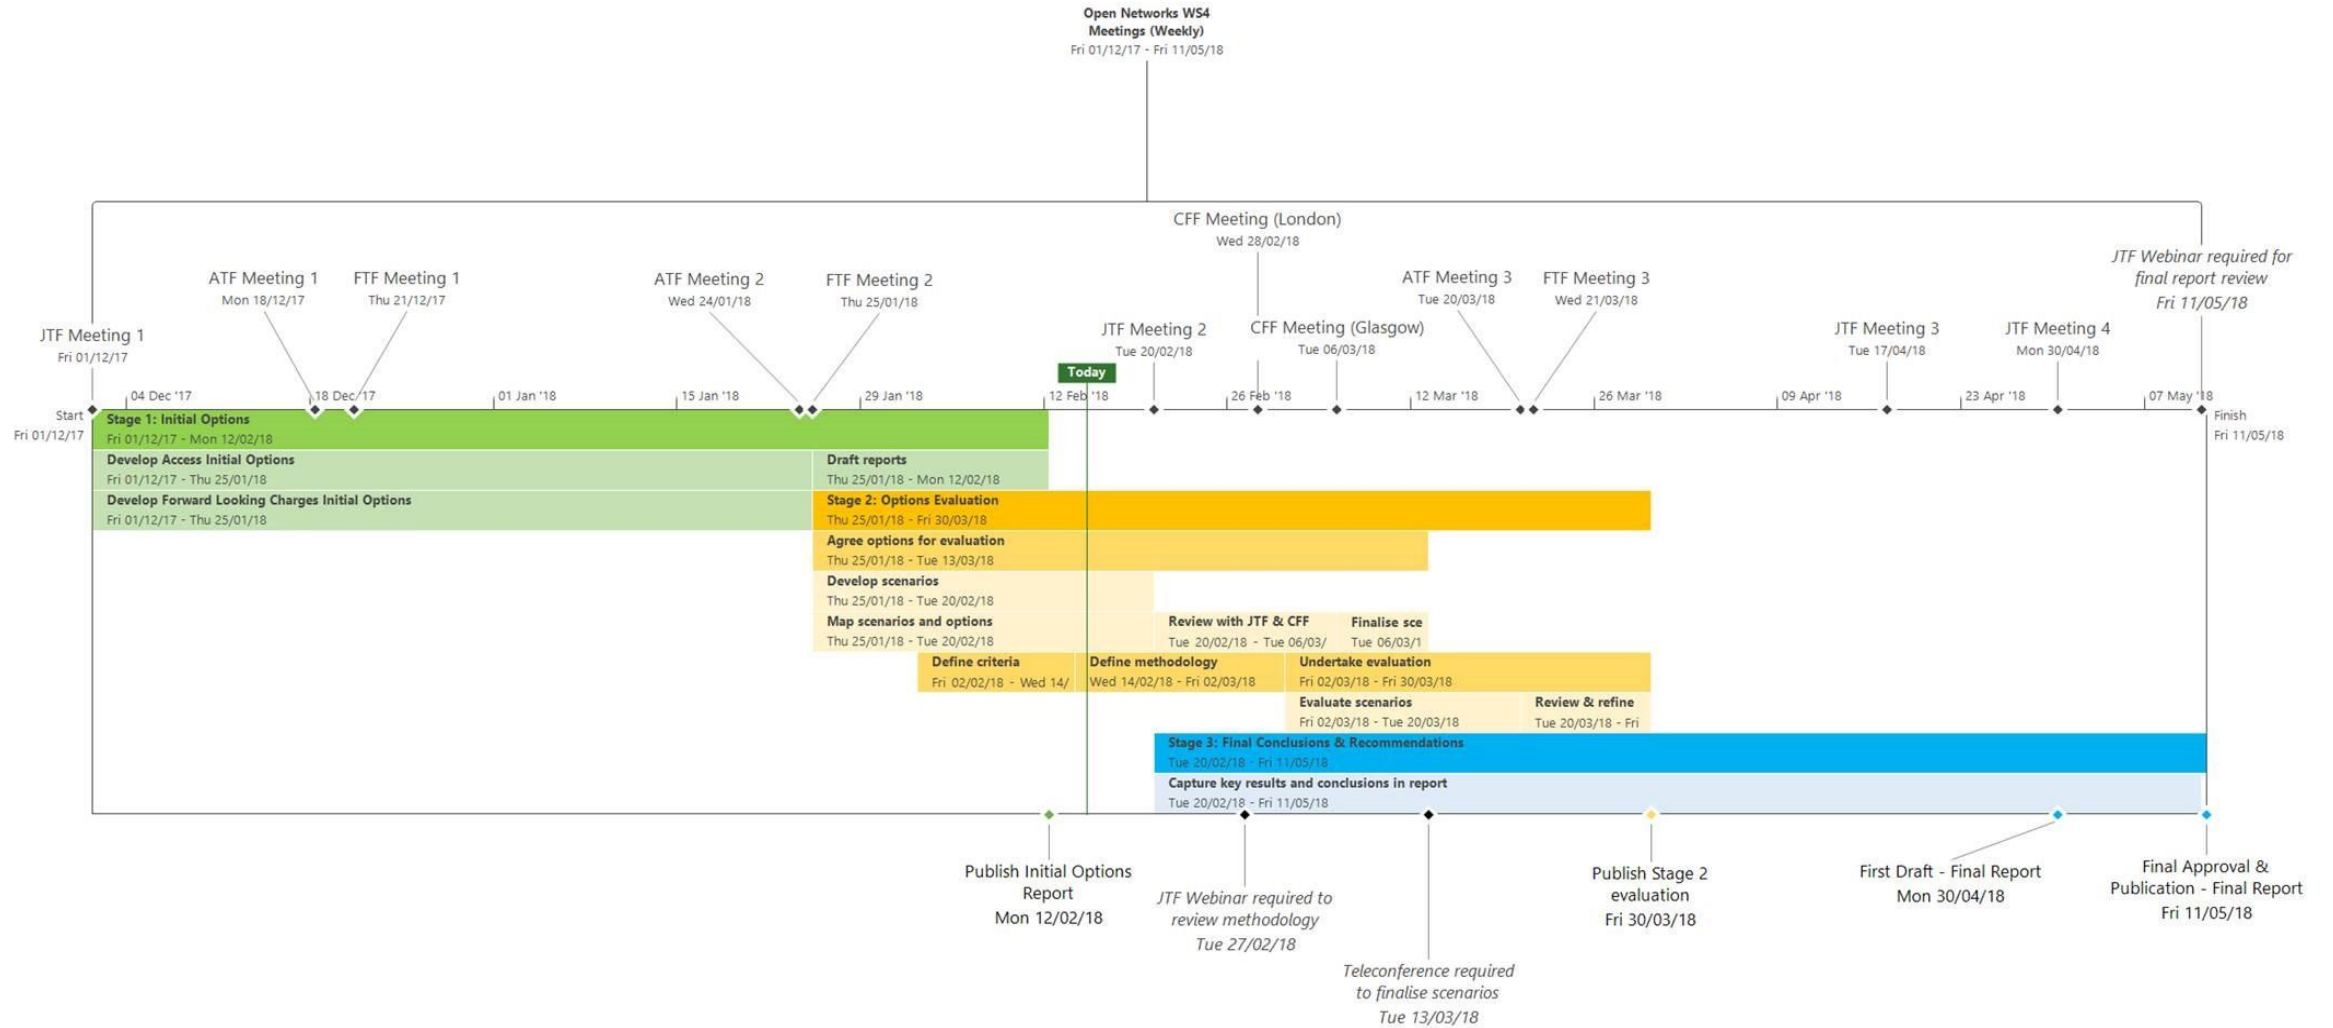 Open Networks WS4
Meetings (Weekly)
Fri 01/12/17 - Fri 11/05/18
CFF Meeting (London)
Wed 28/02/18
JTF Webinar required for
final report review
Fri 11/05/18
ATF Meeting 1
Mon 18/12/17
FTF Meeting 1
Thu 21/12/17
ATF Meeting 2
Wed 24/01/18
FTF Meeting 2
Thu 25/01/18
ATF Meeting 3
Tue 20/03/18
FTF Meeting 3
Wed 21/03/18
JTF Meeting 1
Fri 01/12/17
JTF Meeting 2
Tue 20/02/18
CFF Meeting (Glasgow)
Tue 06/03/18
JTF Meeting 3
Tue 17/04/18
JTF Meeting 4
Mon 30/04/18
Today
04 Dec '17
18 Dec '17
01 Jan '18
15 Jan '18
29 Jan '18
12 Feb '18
26 Feb '18
12 Mar '18
26 Mar '18
09 Apr '18
23 Apr '18
07 May '18
Start
Fri 01/12/17
Finish
Fri 11/05/18
Stage 1: Initial Options
Fri 01/12/17 - Mon 12/02/18
Develop Access Initial Options
Fri 01/12/17 - Thu 25/01/18
Draft reports
Thu 25/01/18 - Mon 12/02/18
Develop Forward Looking Charges Initial Options
Fri 01/12/17 - Thu 25/01/18
Stage 2: Options Evaluation
Thu 25/01/18 - Fri 30/03/18
Agree options for evaluation
Thu 25/01/18 - Tue 13/03/18
Develop scenarios
Thu 25/01/18 - Tue 20/02/18
Map scenarios and options
Thu 25/01/18 - Tue 20/02/18
Review with JTF & CFF
Tue 20/02/18 - Tue 06/03/
Finalise sce
Tue 06/03/1
Define criteria
Fri 02/02/18 - Wed 14/
Define methodology
Wed 14/02/18 - Fri 02/03/18
Undertake evaluation
Fri 02/03/18 - Fri 30/03/18
Evaluate scenarios
Fri 02/03/18 - Tue 20/03/18
Review & refine
Tue 20/03/18 - Fri
Stage 3: Final Conclusions & Recommendations
Tue 20/02/18 - Fri 11/05/18
Capture key results and conclusions in report
Tue 20/02/18 - Fri 11/05/18
Publish Initial Options
Report
Mon 12/02/18
JTF Webinar required to
review methodology
Tue 27/02/18
Teleconference required
to finalise scenarios
Tue 13/03/18
Publish Stage 2
evaluation
Fri 30/03/18
First Draft - Final Report
Mon 30/04/18
Final Approval &
Publication - Final Report
Fri 11/05/18